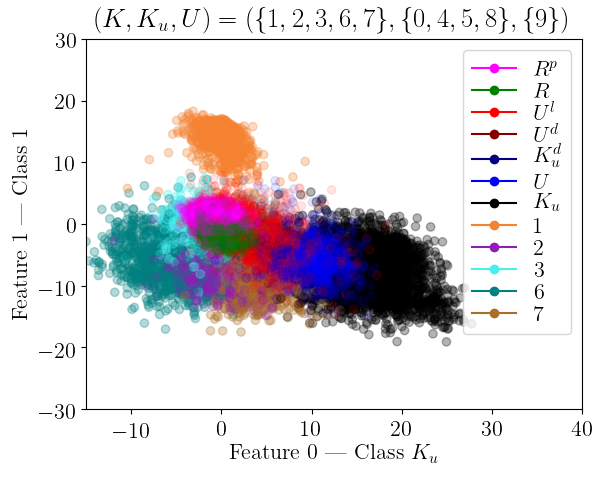 (K, K_u, U) = ({1, 2, 3, 6, 7}, {0, 4, 5, 8}, {9})
30
20
10
0
−10
−20
−30
Feature 1 — Class 1
R^p
R
U^l
U^d
K_u^d
U
K_u
1
2
3
6
7
−10
0
10
20
30
40
Feature 0 — Class K_u